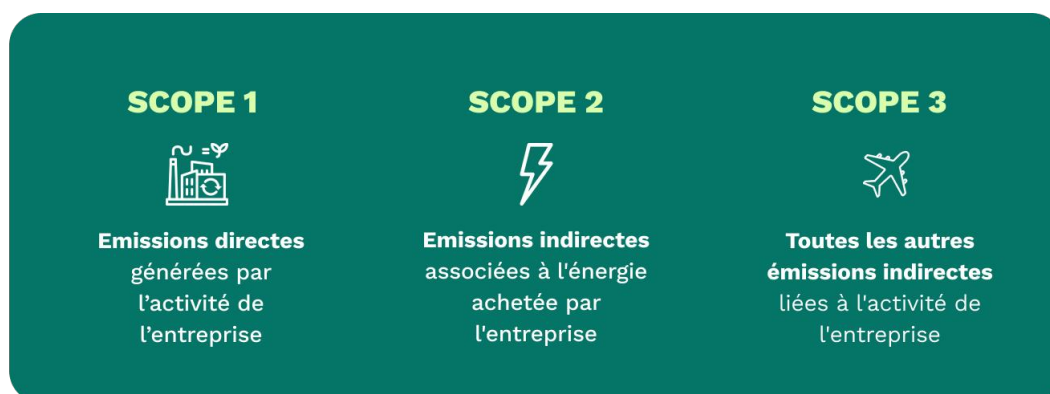 SCOPE 1
Emissions directes
générées par
l’activité de
l’entreprise
SCOPE 2
Emissions indirectes
associées à l'énergie
achetée par
l'entreprise
SCOPE 3
Toutes les autres
émissions indirectes
liées à l'activité de
l'entreprise